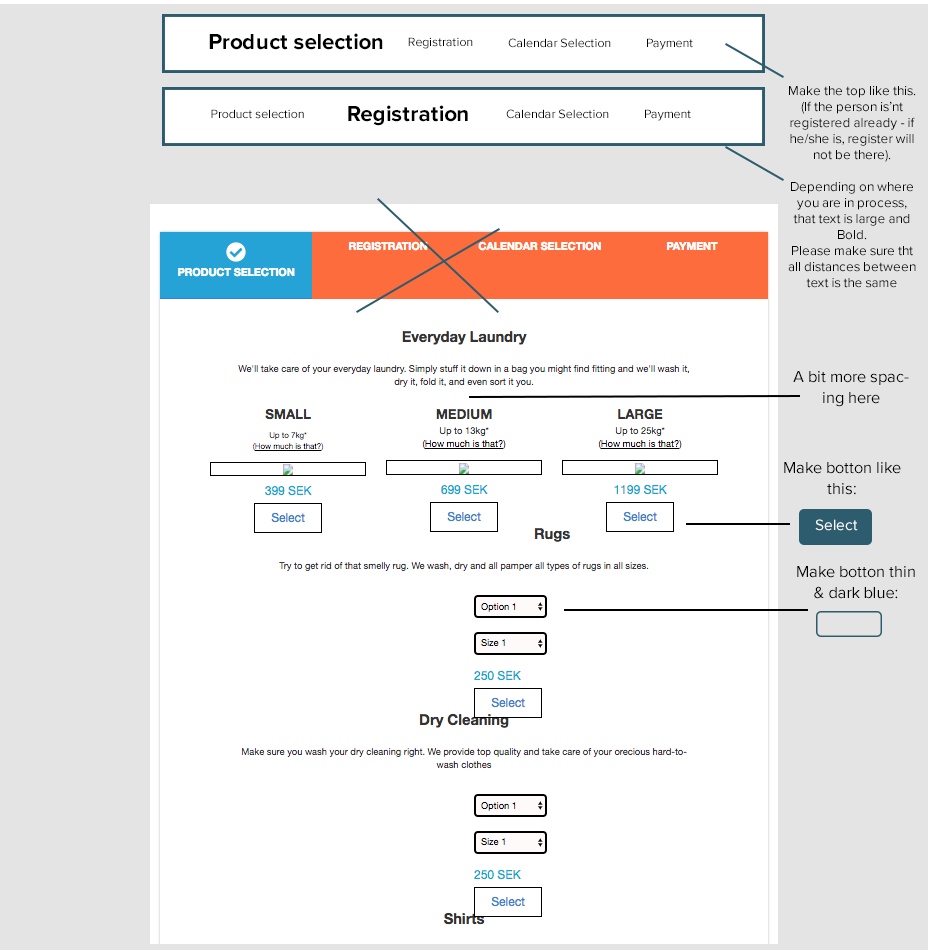 Product selection Registration Calendar Selection Payment
Product selection Registration Calendar Selection Payment
Make the top like this.
(If the person is'nt
registered already - if
he/she is, register will
not be there).
Depending on where
you are in process,
that text is large and
Bold.
Please make sure tht
all distances between
text is the same
PRODUCT SELECTION
REGISTRATION CALENDAR SELECTION PAYMENT
Everyday Laundry
We'll take care of your everyday laundry. Simply stuff it down in a bag you might find fitting and we'll wash it,
dry it, fold it, and even sort it you.
A bit more spac-
ing here
SMALL MEDIUM LARGE
Up to 7kg* Up to 13kg* Up to 25kg*
(How much is that?) (How much is that?) (How much is that?)
399 SEK 699 SEK 1199 SEK
Select Select Select
Make botton like
this:
Select
Rugs
Try to get rid of that smelly rug. We wash, dry and all pamper all types of rugs in all sizes.
Make botton thin
& dark blue:
Option 1
Size 1
250 SEK
Select
Dry Cleaning
Make sure you wash your dry cleaning right. We provide top quality and take care of your orecious hard-to-
wash clothes
Option 1
Size 1
250 SEK
Select
Shirts